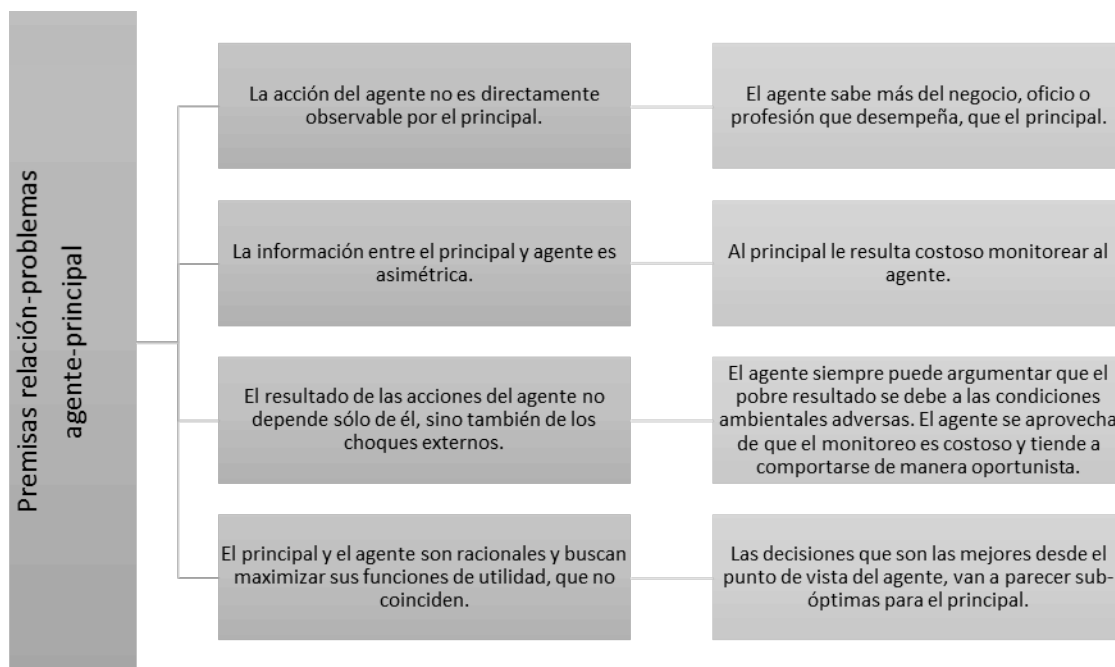 Premisas relación-problemas
agente-principal
La acción del agente no es directamente
observable por el principal.
El agente sabe más del negocio, oficio o
profesión que desempeña, que el principal.
La información entre el principal y agente es
asimétrica.
Al principal le resulta costoso monitorear al
agente.
El resultado de las acciones del agente no
depende sólo de él, sino también de los
choques externos.
El agente siempre puede argumentar que el
pobre resultado se debe a las condiciones
ambientales adversas. El agente se aprovecha
de que el monitoreo es costoso y tiende a
comportarse de manera oportunista.
El principal y el agente son racionales y buscan
maximizar sus funciones de utilidad, que no
coinciden.
Las decisiones que son las mejores desde el
punto de vista del agente, van a parecer sub-
óptimas para el principal.